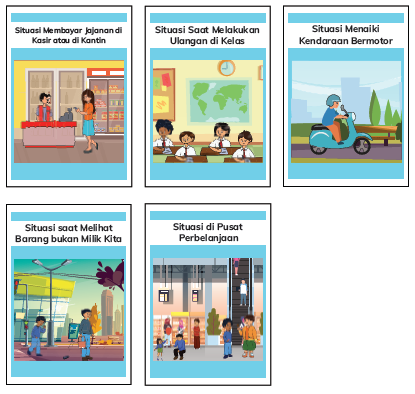 Situasi Membayar Jajanan di
Kasir atau di Kantin
Situasi Saat Melakukan
Ulangan di Kelas
Situasi Menaiki
Kendaraan Bermotor
Situasi saat Melihat
Barang bukan Milik Kita
Situasi di Pusat
Perbelanjaan